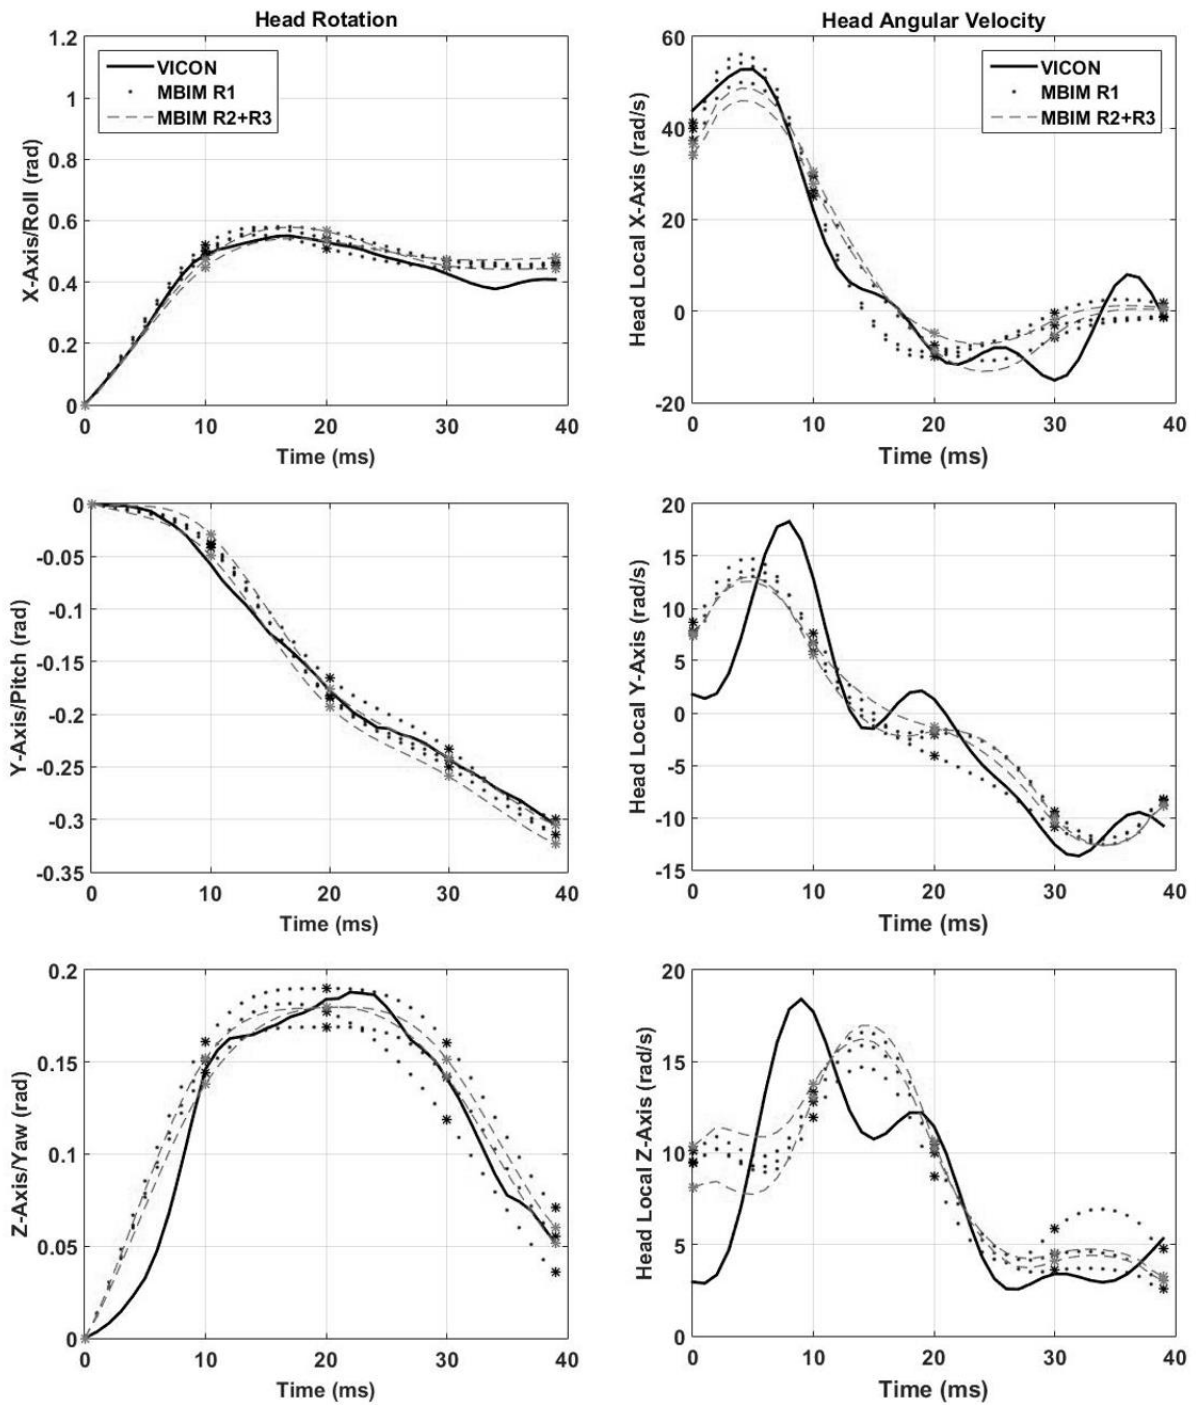 Head Rotation
Head Angular Velocity
X-Axis/Roll (rad)
1.2
1
0.8
0.6
0.4
0.2
0
VICON
MBIM R1
MBIM R2+R3
0 10 20 30 40
Time (ms)
Head Local X-Axis (rad/s)
60
40
20
0
-20
VICON
MBIM R1
MBIM R2+R3
0 10 20 30 40
Time (ms)
Y-Axis/Pitch (rad)
0
-0.05
-0.1
-0.15
-0.2
-0.25
-0.3
-0.35
0 10 20 30 40
Time (ms)
Head Local Y-Axis (rad/s)
20
15
10
5
0
-5
-10
-15
0 10 20 30 40
Time (ms)
Z-Axis/Yaw (rad)
0.2
0.15
0.1
0.05
0
0 10 20 30 40
Time (ms)
Head Local Z-Axis (rad/s)
20
15
10
5
0
0 10 20 30 40
Time (ms)